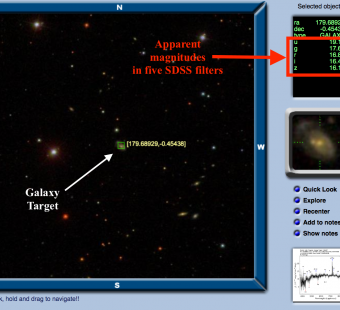 N
Selected object
ra 179.6892
dec -0.4543
type GALAX
u 19.
g 17.6
r 16.8
i 16.4
z 16.1
Apparent
magnitudes
in five SDSS filters
[179.68929,-0.45438]
W
Galaxy
Target
Quick Look
Explore
Recenter
Add to notes
Show notes
S
k, hold and drag to navigate!!